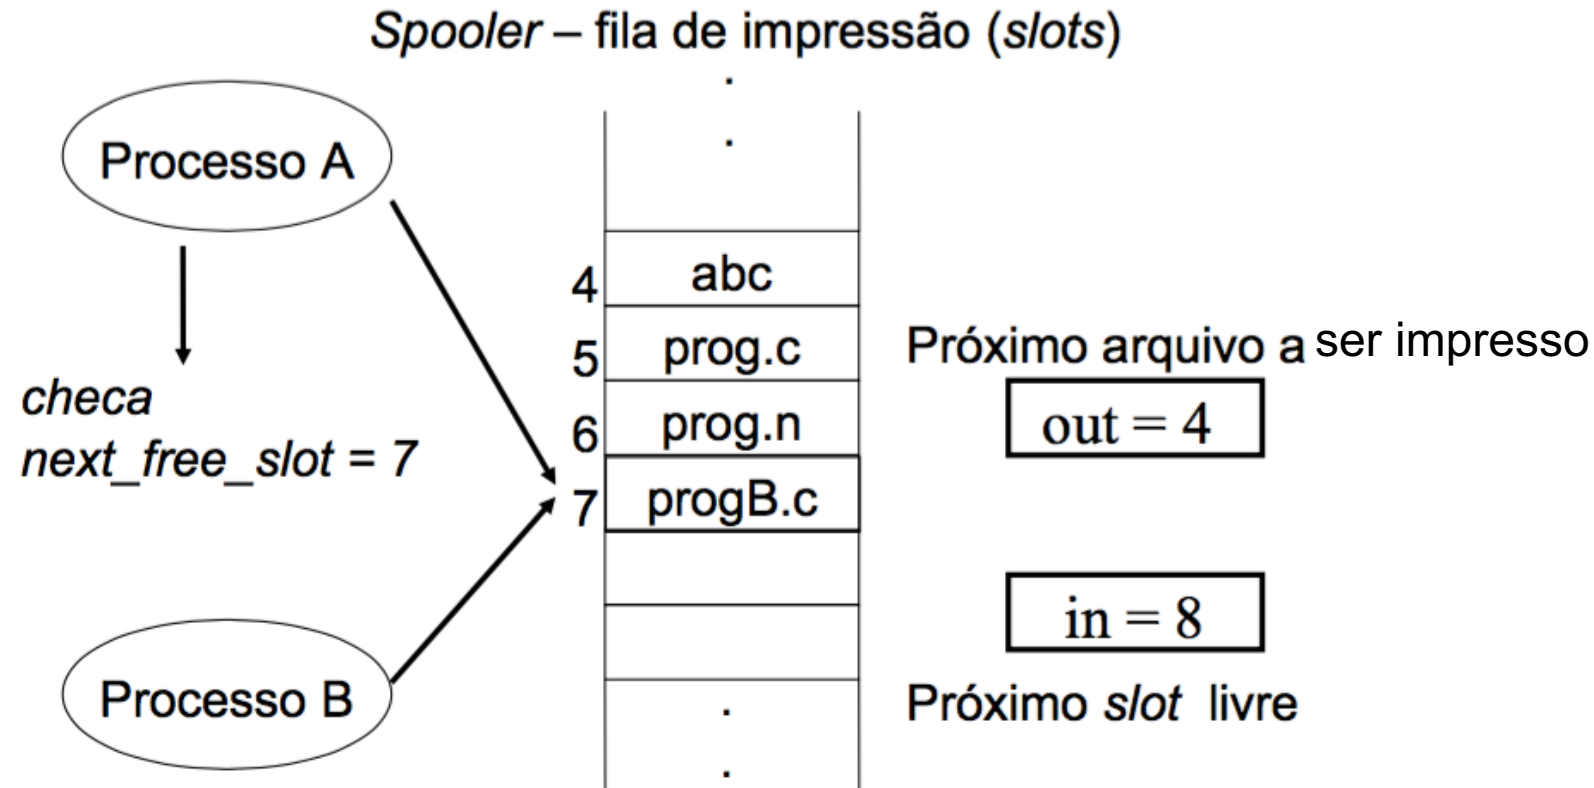 Spooler – fila de impressão (slots)
Processo A
checa
next_free_slot = 7
4 abc
5 prog.c
6 prog.n
7 progB.c
Próximo arquivo a ser impresso
out = 4
in = 8
Próximo slot livre
Processo B